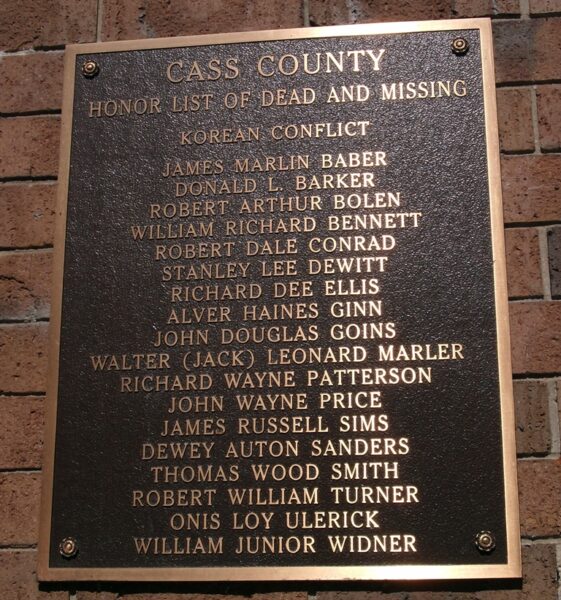 CASS COUNTY
HONOR LIST OF DEAD AND MISSING
KOREAN CONFLICT
JAMES MARLIN BABER
DONALD L. BARKER
ROBERT ARTHUR BOLEN
WILLIAM RICHARD BENNETT
ROBERT DALE CONRAD
STANLEY LEE DEWITT
RICHARD DEE ELLIS
ALVER HAINES GINN
JOHN DOUGLAS GOINS
WALTER (JACK) LEONARD MARLER
RICHARD WAYNE PATTERSON
JOHN WAYNE PRICE
JAMES RUSSELL SIMS
DEWEY AUTON SANDERS
THOMAS WOOD SMITH
ROBERT WILLIAM TURNER
ONIS LOY ULERICK
WILLIAM JUNIOR WIDNER